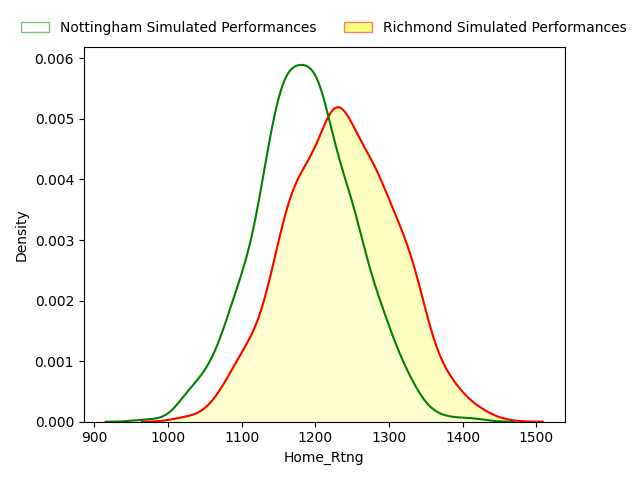 Nottingham Simulated Performances
Richmond Simulated Performances
0.006
0.005
0.004
0.003
0.002
0.001
0.000
Density
900 1000 1100 1200 1300 1400 1500
Home_Rtng